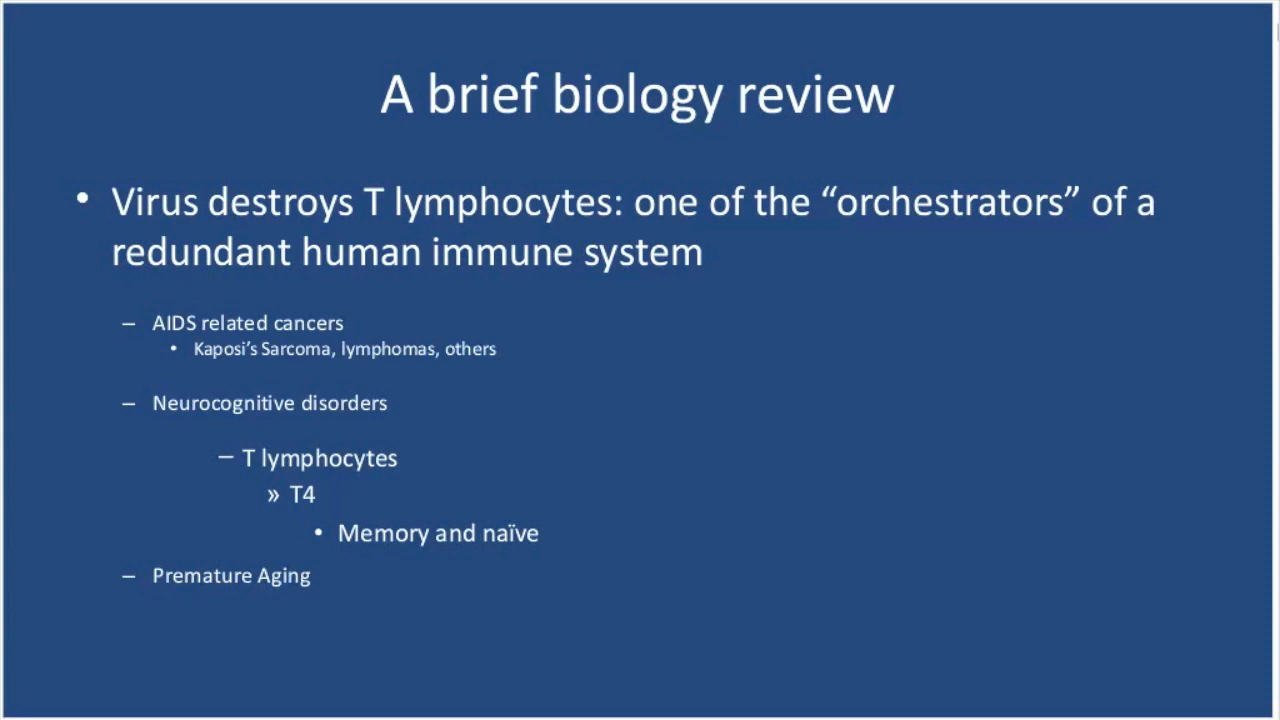 A brief biology review
• Virus destroys T lymphocytes: one of the “orchestrators” of a
redundant human immune system
– AIDS related cancers
• Kaposi’s Sarcoma, lymphomas, others
– Neurocognitive disorders
– T lymphocytes
» T4
• Memory and naïve
– Premature Aging